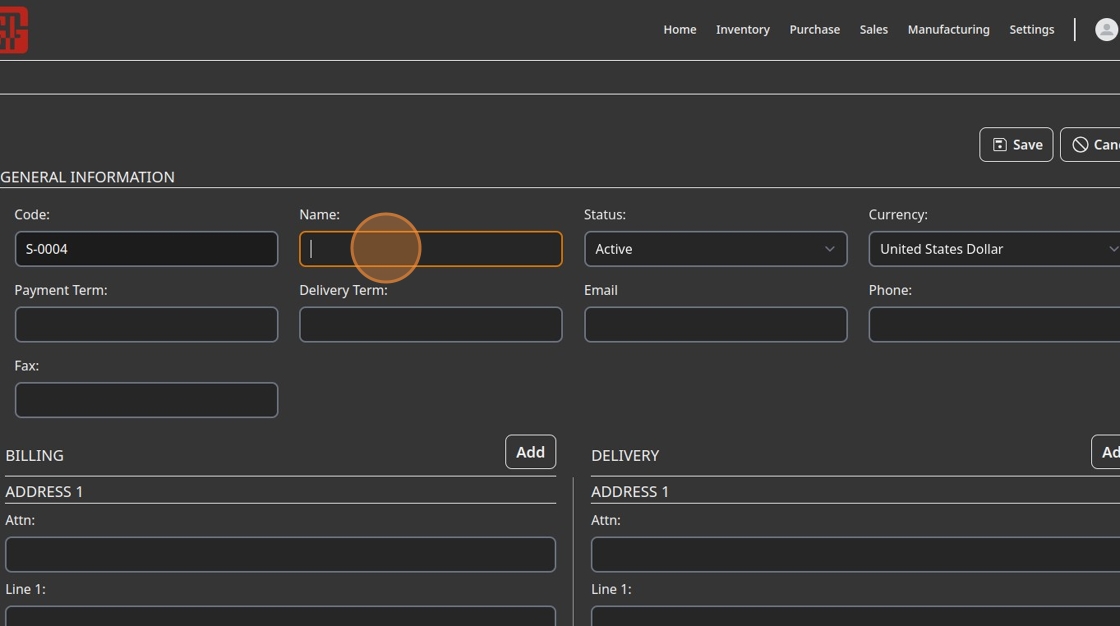 Home Inventory Purchase Sales Manufacturing Settings
Save
GENERAL INFORMATION
Code: Name: Status: Currency:
S-0004 Active United States Dollar
Payment Term: Delivery Term: Email Phone:
Fax:
BILLING Add DELIVERY
ADDRESS 1 ADDRESS 1
Attn: Attn:
Line 1: Line 1: